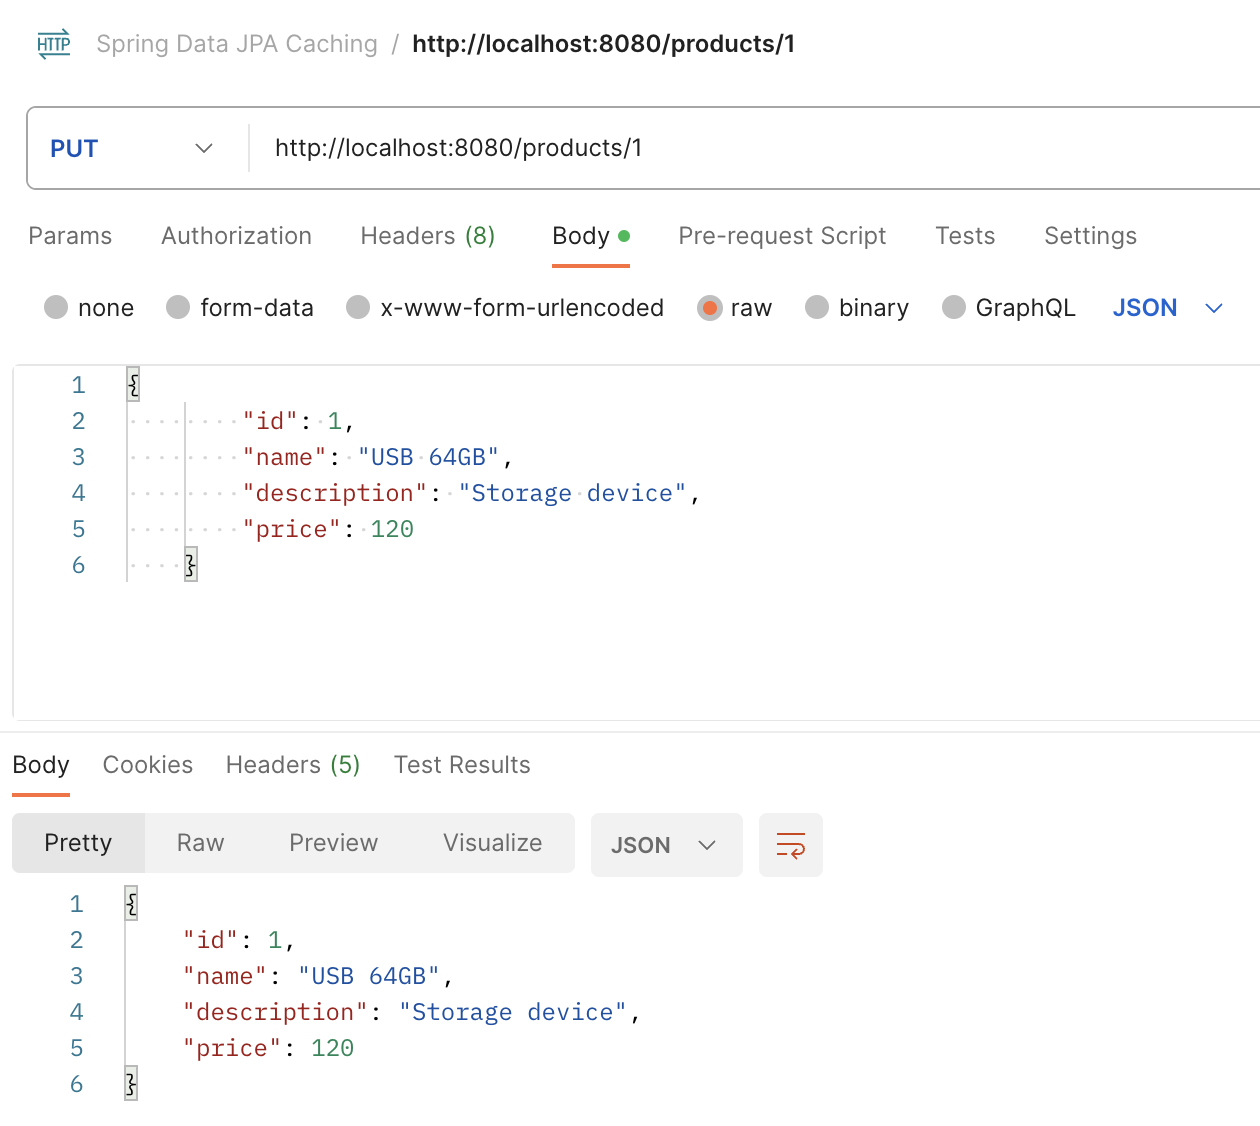 HTTP Spring Data JPA Caching / http://localhost:8080/products/1
PUT http://localhost:8080/products/1
Params Authorization Headers (8) Body Pre-request Script Tests Settings
none form-data x-www-form-urlencoded raw binary GraphQL JSON
1 {
2 "id": 1,
3 "name": "USB 64GB",
4 "description": "Storage device",
5 "price": 120
6 }
Body Cookies Headers (5) Test Results
Pretty Raw Preview Visualize JSON
1 {
2 "id": 1,
3 "name": "USB 64GB",
4 "description": "Storage device",
5 "price": 120
6 }